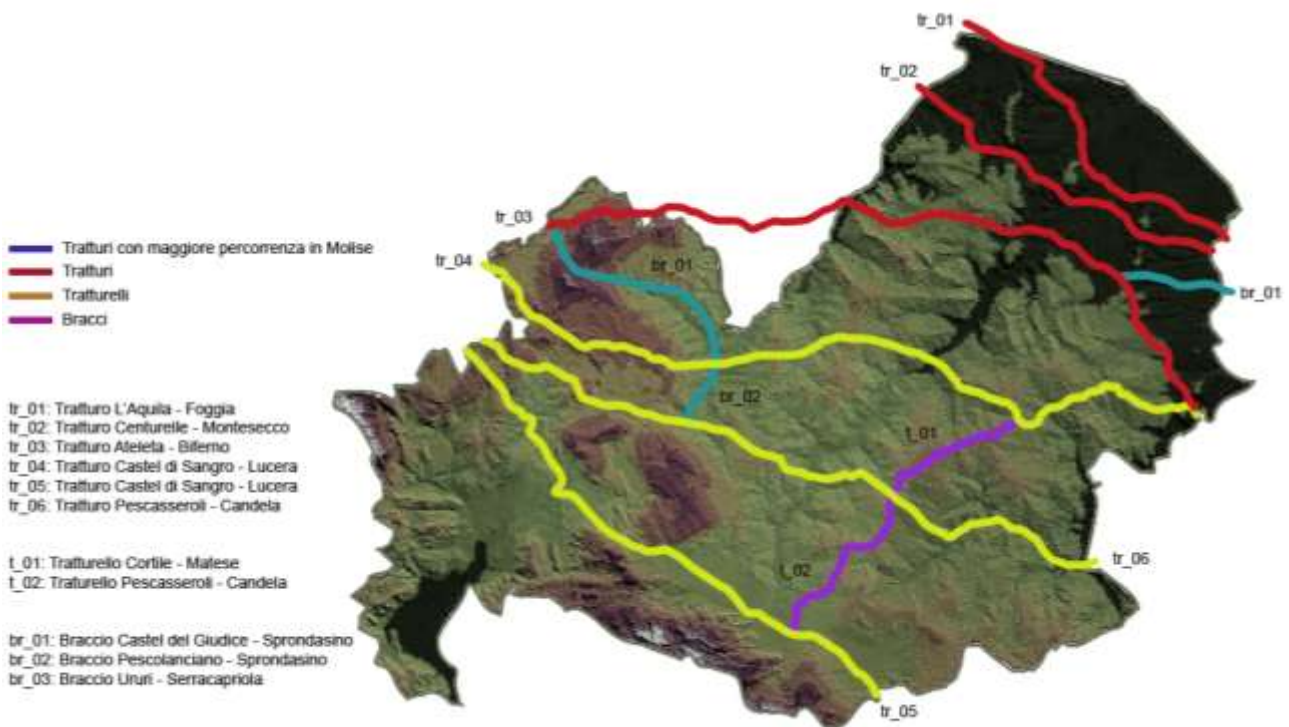 tr_01
tr_02
tr_03
tr_04
br_01
br_01
br_02
t_01
t_02
tr_06
tr_05
Tratturi con maggiore percorrenza in Molise
Tratturi
Tratturelli
Bracci
tr_01: Tratturo L'Aquila - Foggia
tr_02: Tratturo Centurelle - Montesecco
tr_03: Tratturo Ateleta - Biferno
tr_04: Tratturo Castel di Sangro - Lucera
tr_05: Tratturo Castel di Sangro - Lucera
tr_06: Tratturo Pescasseroli - Candela
t_01: Tratturello Cortile - Matese
t_02: Tratturello Pescasseroli - Candela
br_01: Braccio Castel del Giudice - Sprondasino
br_02: Braccio Pescolanciano - Sprondasino
br_03: Braccio Ururi - Serracapriola